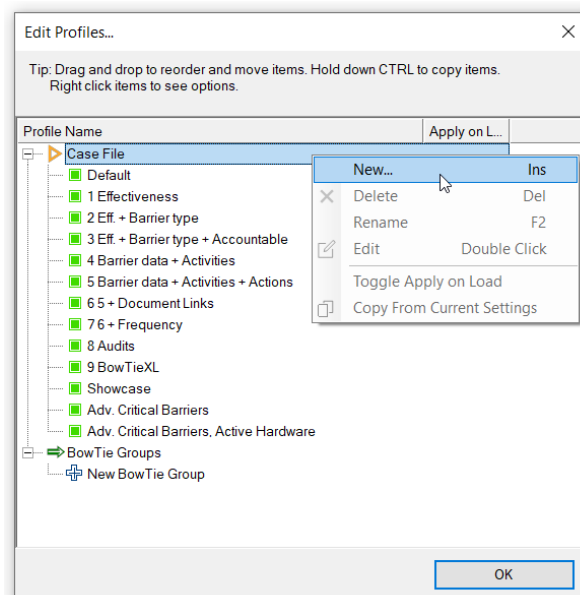 Edit Profiles...
Tip: Drag and drop to reorder and move items. Hold down CTRL to copy items.
Right click items to see options.
Profile Name Apply on L...
Case File
Default
1 Effectiveness
2 Eff. + Barrier type
3 Eff. + Barrier type + Accountable
4 Barrier data + Activities
5 Barrier data + Activities + Actions
6 5 + Document Links
7 6 + Frequency
8 Audits
9 BowTieXL
Showcase
Adv. Critical Barriers
Adv. Critical Barriers, Active Hardware
BowTie Groups
New BowTie Group
New... Ins
Delete Del
Rename F2
Edit Double Click
Toggle Apply on Load
Copy From Current Settings
OK